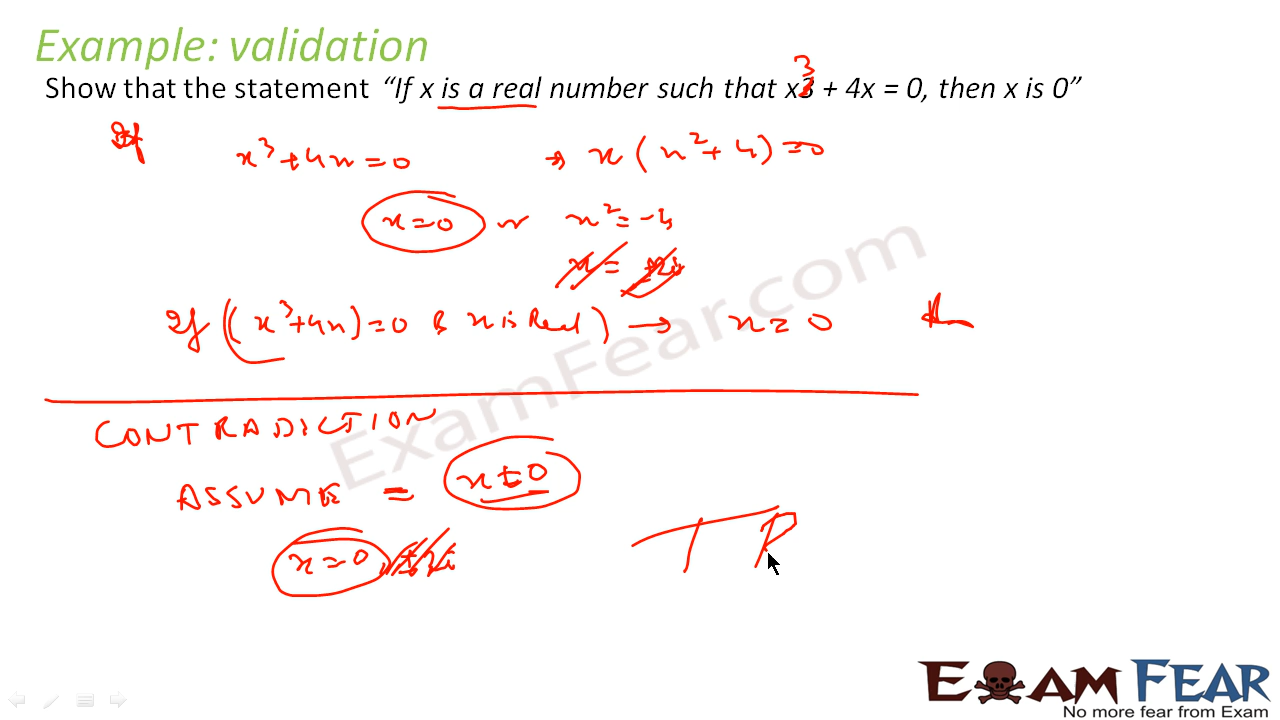 Example: validation
Show that the statement “If x is a real number such that x3 + 4x = 0, then x is 0”
3
If x³+4x=0 → x(x²+4)=0
x=0 or x²=-4
x=
If (x³+4x)=0 & x is Real) → x=0
CONTRADICTION
ASSUME = x≠0
x=0
T P
ExamFear.com
EXAM FEAR
No more fear from Exam